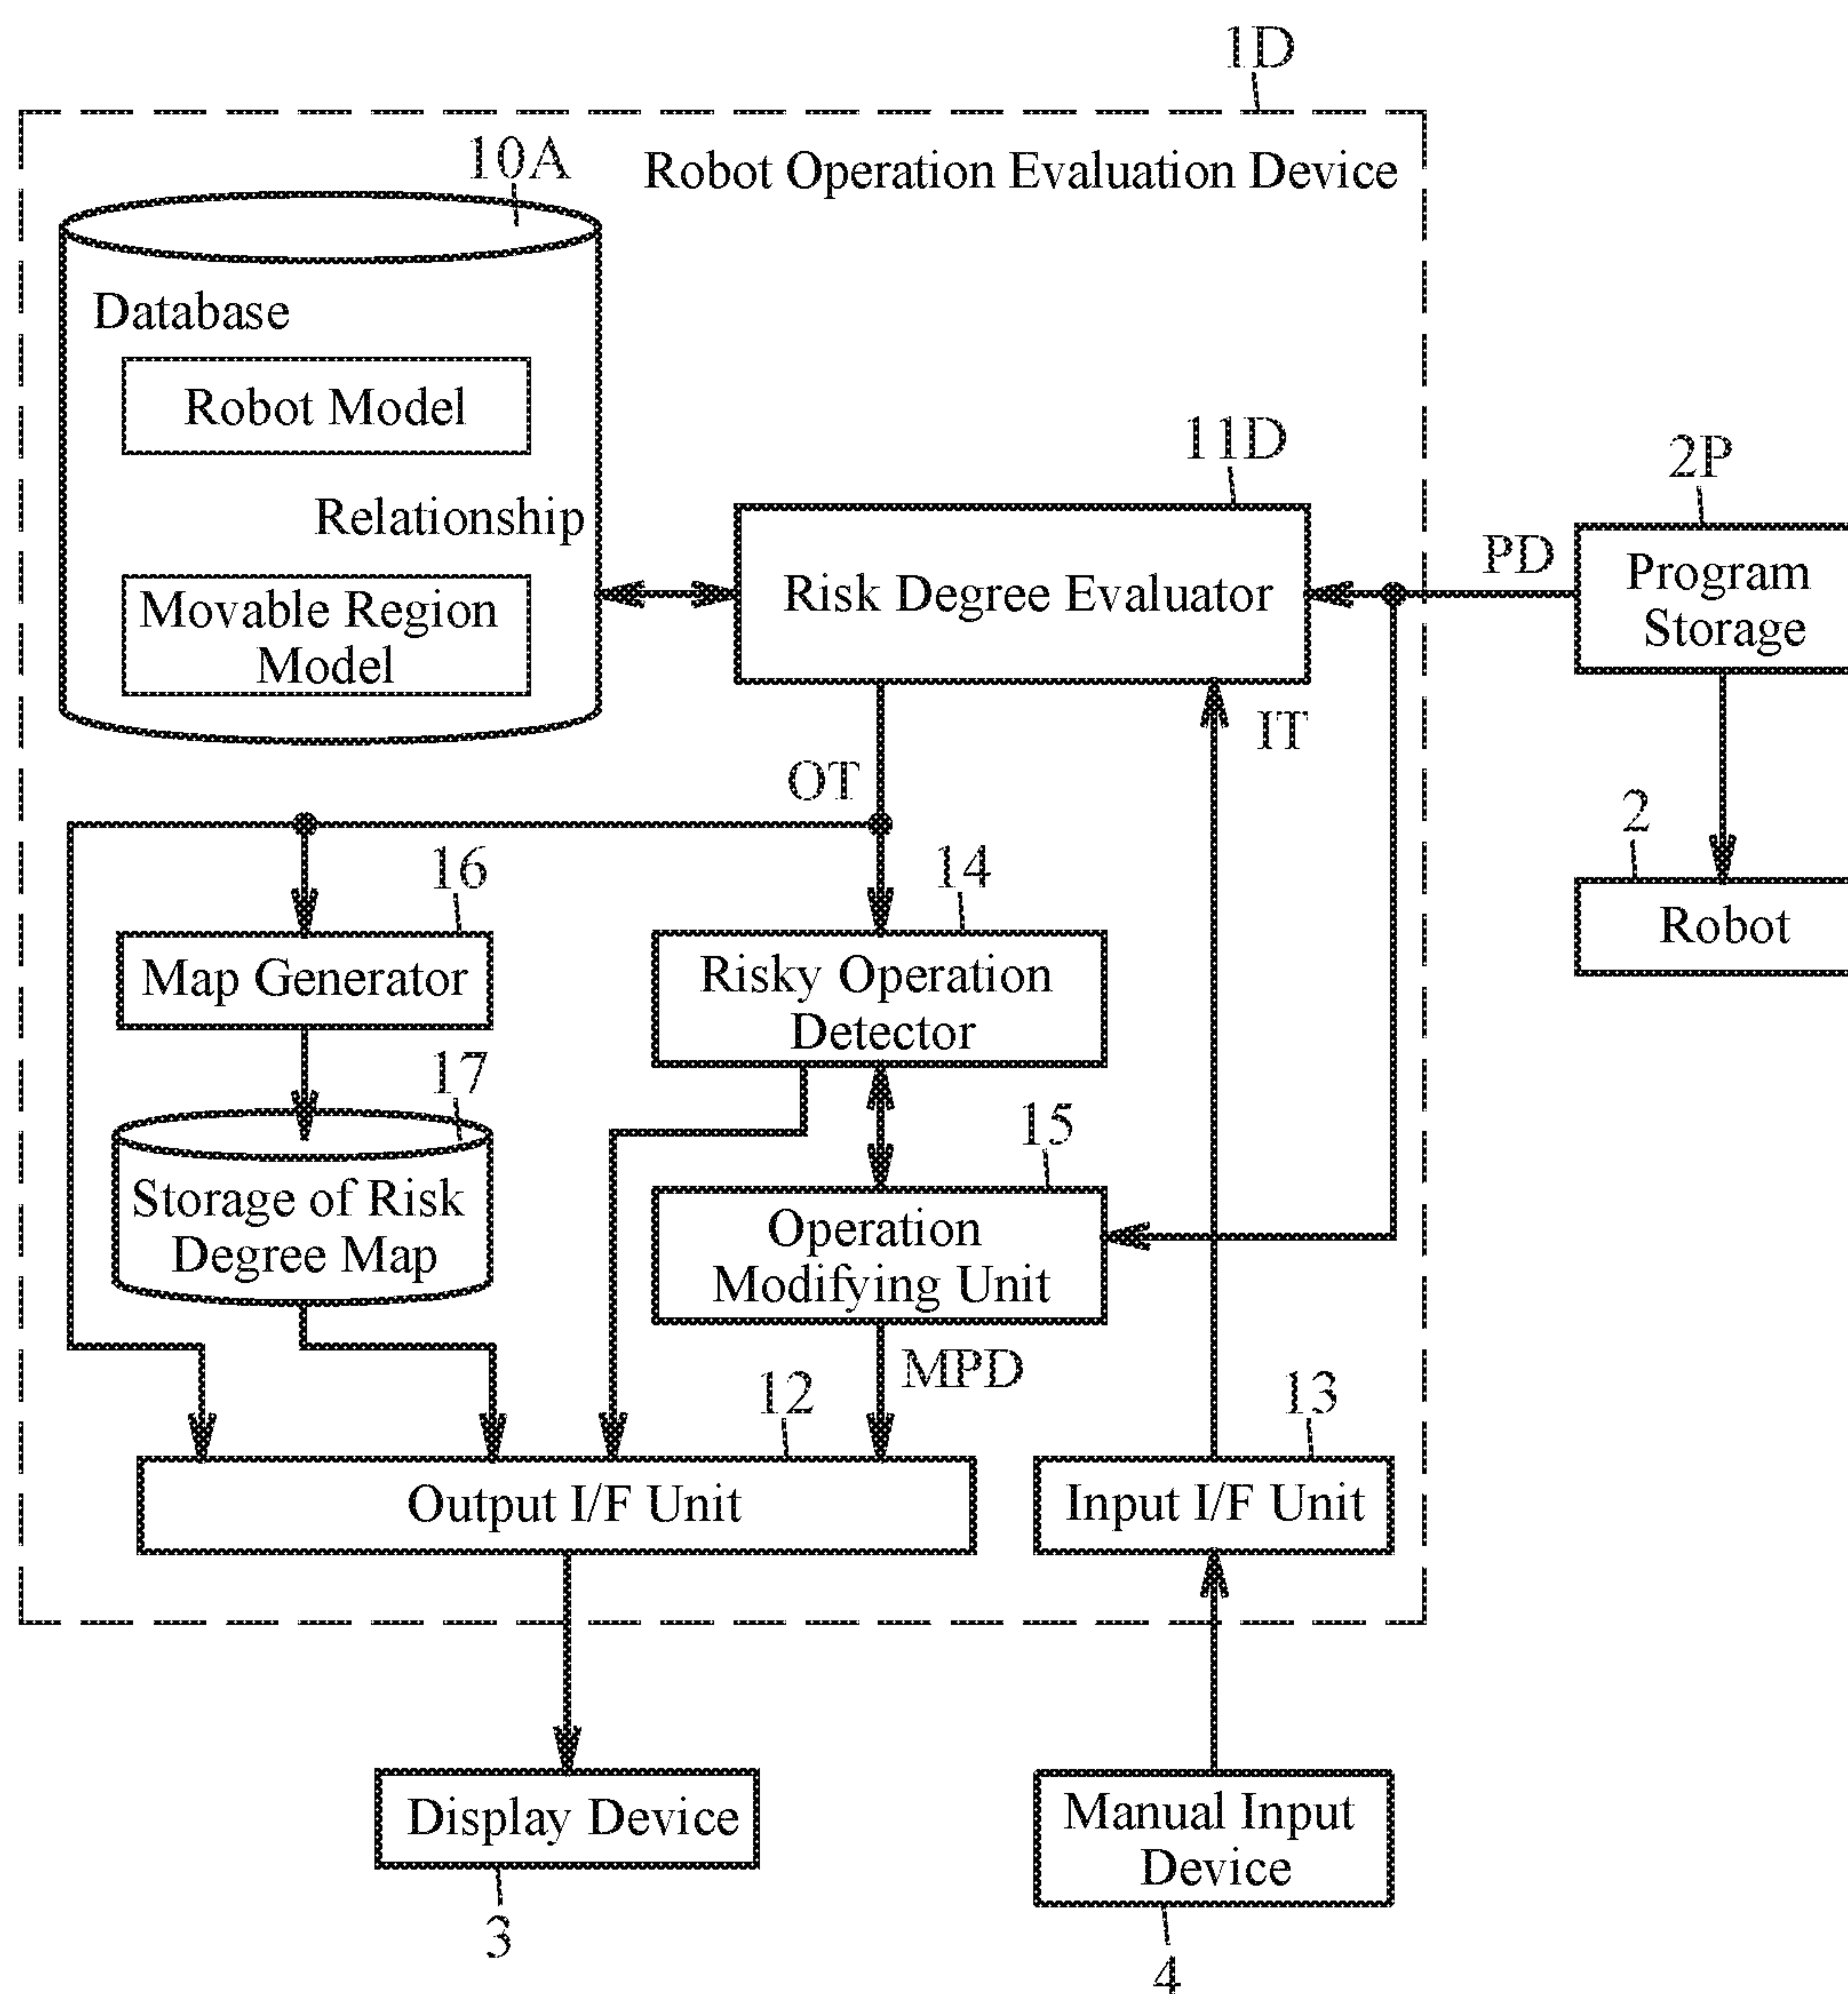 1D
10A
Robot Operation Evaluation Device
Database
Robot Model
Relationship
Movable Region
Model
11D
Risk Degree Evaluator
2P
PD
Program
Storage
IT
OT
2
Robot
16
Map Generator
14
Risky Operation
Detector
17
Storage of Risk
Degree Map
15
Operation
Modifying Unit
MPD
12
Output I/F Unit
13
Input I/F Unit
Display Device
3
Manual Input
Device
4